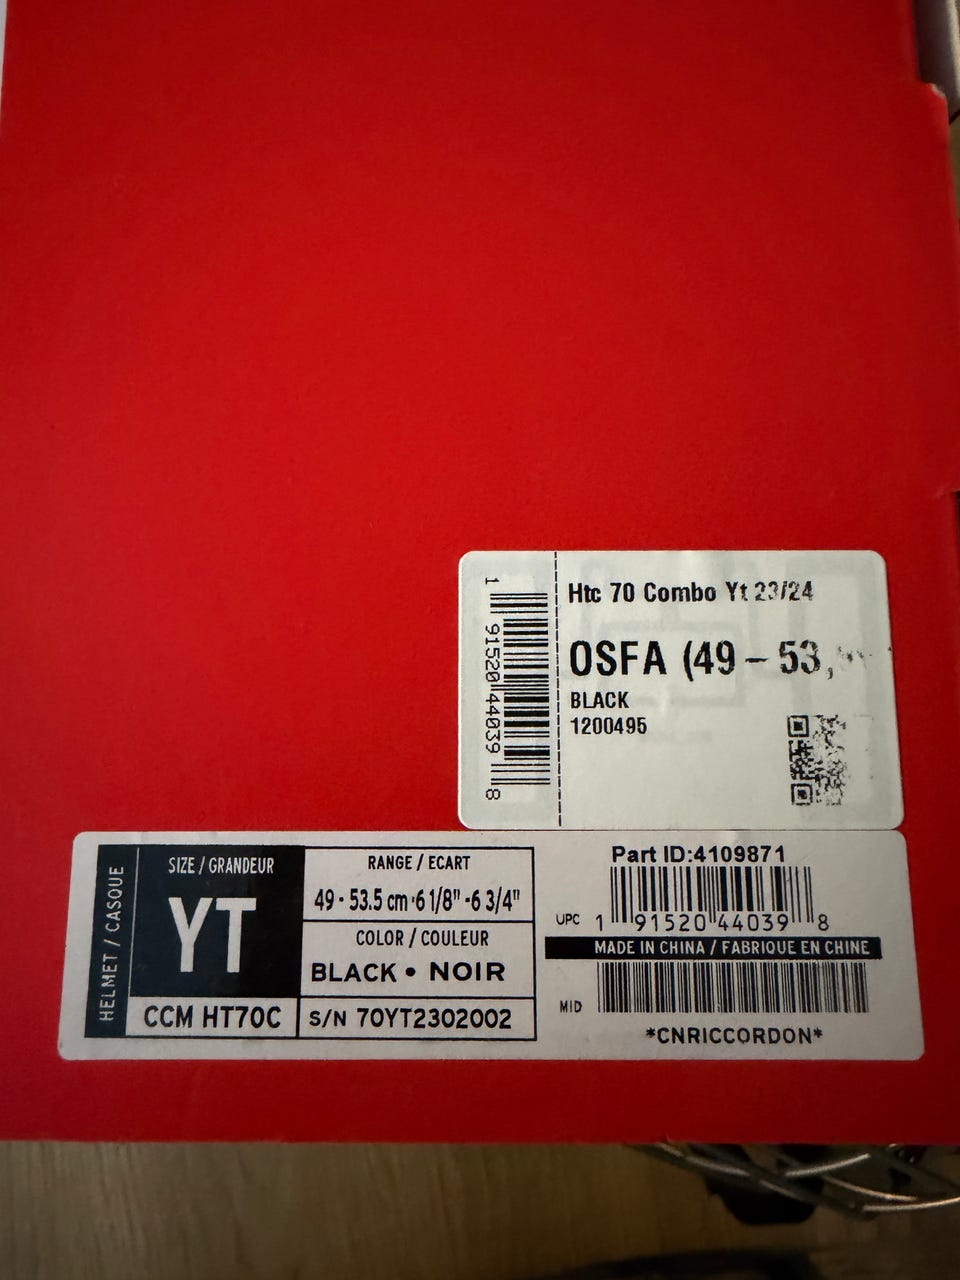 Htc 70 Combo Yt 23/24
OSFA (49 – 53,
BLACK
1200495
1 91520 44039 8
HELMET / CASQUE
SIZE / GRANDEUR
YT
CCM HT70C
RANGE / ECART
49 - 53.5 cm • 6 1/8" - 6 3/4"
COLOR / COULEUR
BLACK • NOIR
S/N 70YT2302002
Part ID:4109871
UPC 1 91520 44039 8
MADE IN CHINA / FABRIQUE EN CHINE
MID
*CNRICCORDON*